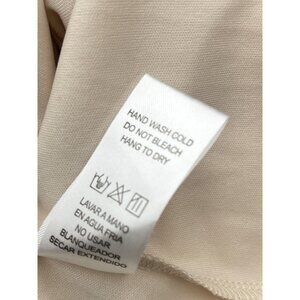 HAND WASH COLD
DO NOT BLEACH
HANG TO DRY
LAVAR A MANO
EN AGUA FRIA
NO USAR
BLANQUEADOR
SECAR EXTENDIDO